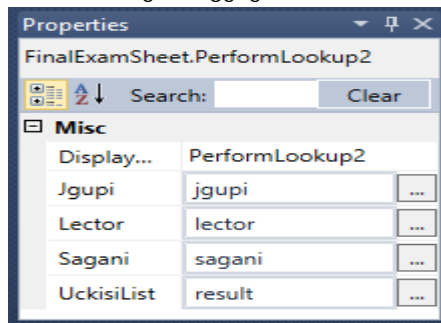 Properties
FinalExamSheet.PerformLookup2
Search: Clear
Misc
Display... PerformLookup2
Jgupi jgupi ...
Lector lector ...
Sagani sagani ...
UckisiList result ...